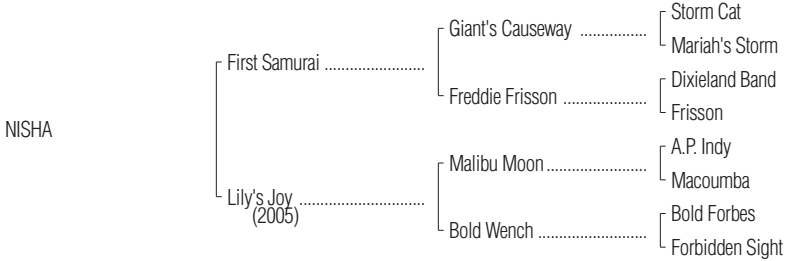 Storm Cat
Giant's Causeway ................
Mariah's Storm
First Samurai ........................
Dixieland Band
Freddie Frisson ....................
Frisson
NISHA
A.P. Indy
Malibu Moon ........................
Macoumba
Lily's Joy ..............................
(2005)
Bold Forbes
Bold Wench ..........................
Forbidden Sight